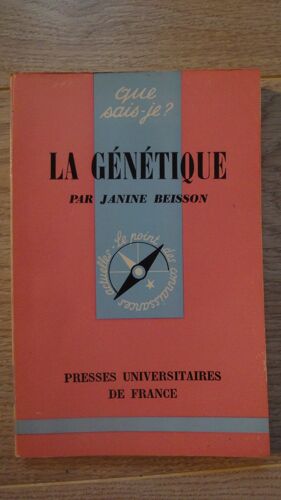 que
sais-je?
LA GÉNÉTIQUE
PAR JANINE BEISSON
le point des connaissances actuelles
PRESSES UNIVERSITAIRES
DE FRANCE